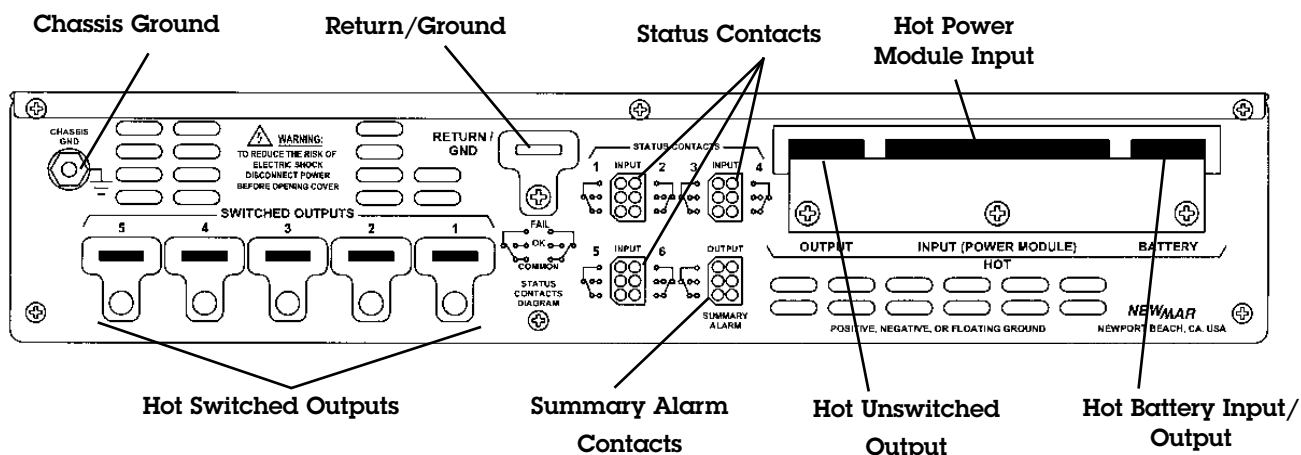 Chassis Ground
Return/Ground
Status Contacts
Hot Power
Module Input
CHASSIS
GND
WARNING:
TO REDUCE THE RISK OF
ELECTRIC SHOCK
DISCONNECT POWER
BEFORE OPENING COVER
RETURN /
GND
STATUS CONTACTS
1 INPUT 2 3 INPUT 4
SWITCHED OUTPUTS
5 4 3 2 1
FAIL
OK
COMMON
STATUS
CONTACTS
DIAGRAM
5 INPUT 6 OUTPUT
SUMMARY
ALARM
OUTPUT INPUT (POWER MODULE) BATTERY
HOT
POSITIVE, NEGATIVE, OR FLOATING GROUND
NEWMAR
NEWPORT BEACH, CA. USA
Hot Switched Outputs
Summary Alarm
Contacts
Hot Unswitched
Output
Hot Battery Input/
Output